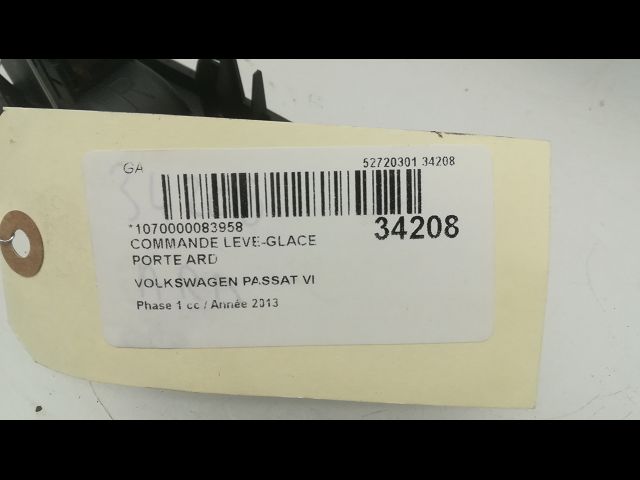 GA 52720301 34208
*1070000083958 34208
COMMANDE LEVE-GLACE
PORTE ARD
VOLKSWAGEN PASSAT VI
Phase 1 cc / Année 2013